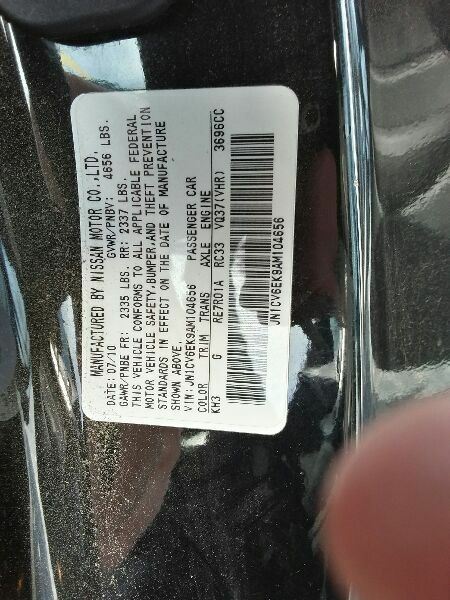 MANUFACTURED BY NISSAN MOTOR CO.,LTD.
DATE: 07/10 GVWR/PNBV: 4656 LBS.
GAWR/PNBE FR: 2335 LBS. RR: 2337 LBS.
THIS VEHICLE CONFORMS TO ALL APPLICABLE FEDERAL
MOTOR VEHICLE SAFETY,BUMPER,AND THEFT PREVENTION
STANDARDS IN EFFECT ON THE DATE OF MANUFACTURE
SHOWN ABOVE.
VIN:JN1CV6EK9AM104656 PASSENGER CAR
COLOR TRIM TRANS AXLE ENGINE
KH3 G RE7R01A RC33 VQ37(VHR) 3696CC
JN1CV6EK9AM104656